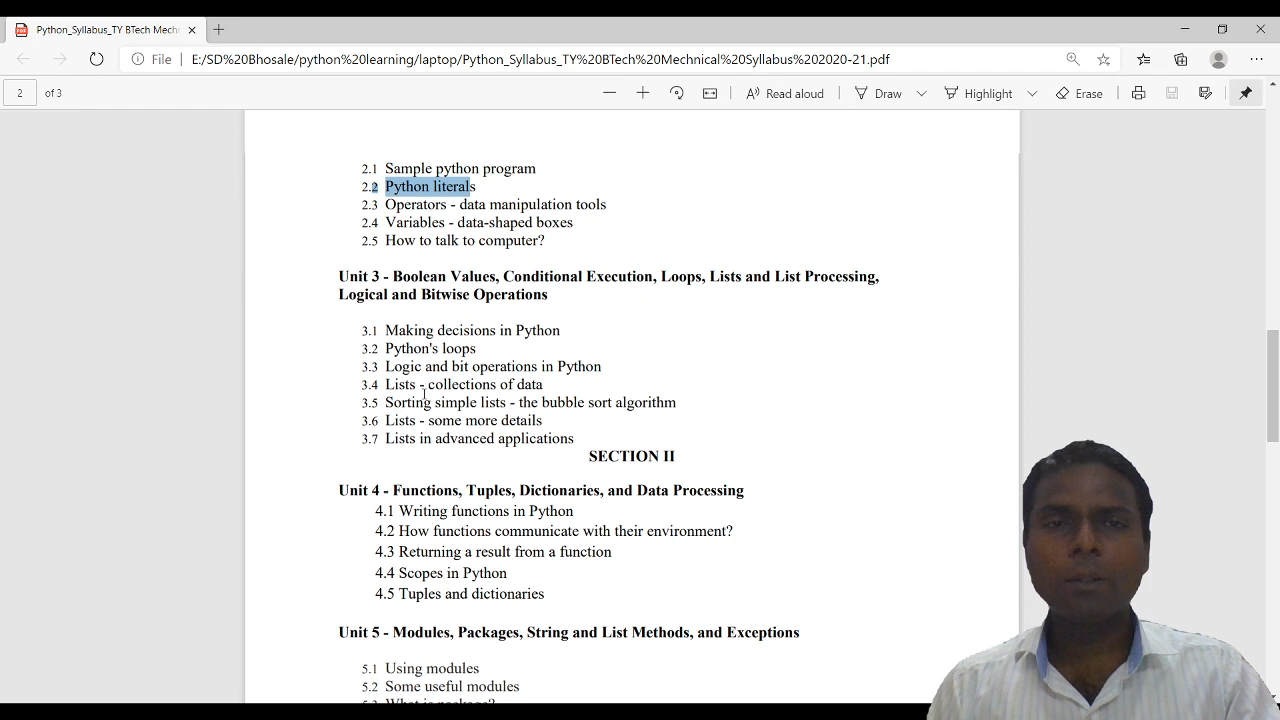 Python_Syllabus_TY BTech Mech
File E:/SD%20Bhosale/python%20learning/laptop/Python_Syllabus_TY%20BTech%20Mechnical%20Syllabus%202020-21.pdf
2 of 3 Read aloud Draw Highlight Erase
2.1 Sample python program
2.2 Python literals
2.3 Operators - data manipulation tools
2.4 Variables - data-shaped boxes
2.5 How to talk to computer?
Unit 3 - Boolean Values, Conditional Execution, Loops, Lists and List Processing,
Logical and Bitwise Operations
3.1 Making decisions in Python
3.2 Python's loops
3.3 Logic and bit operations in Python
3.4 Lists - collections of data
3.5 Sorting simple lists - the bubble sort algorithm
3.6 Lists - some more details
3.7 Lists in advanced applications
SECTION II
Unit 4 - Functions, Tuples, Dictionaries, and Data Processing
4.1 Writing functions in Python
4.2 How functions communicate with their environment?
4.3 Returning a result from a function
4.4 Scopes in Python
4.5 Tuples and dictionaries
Unit 5 - Modules, Packages, String and List Methods, and Exceptions
5.1 Using modules
5.2 Some useful modules
5.3 What is package?